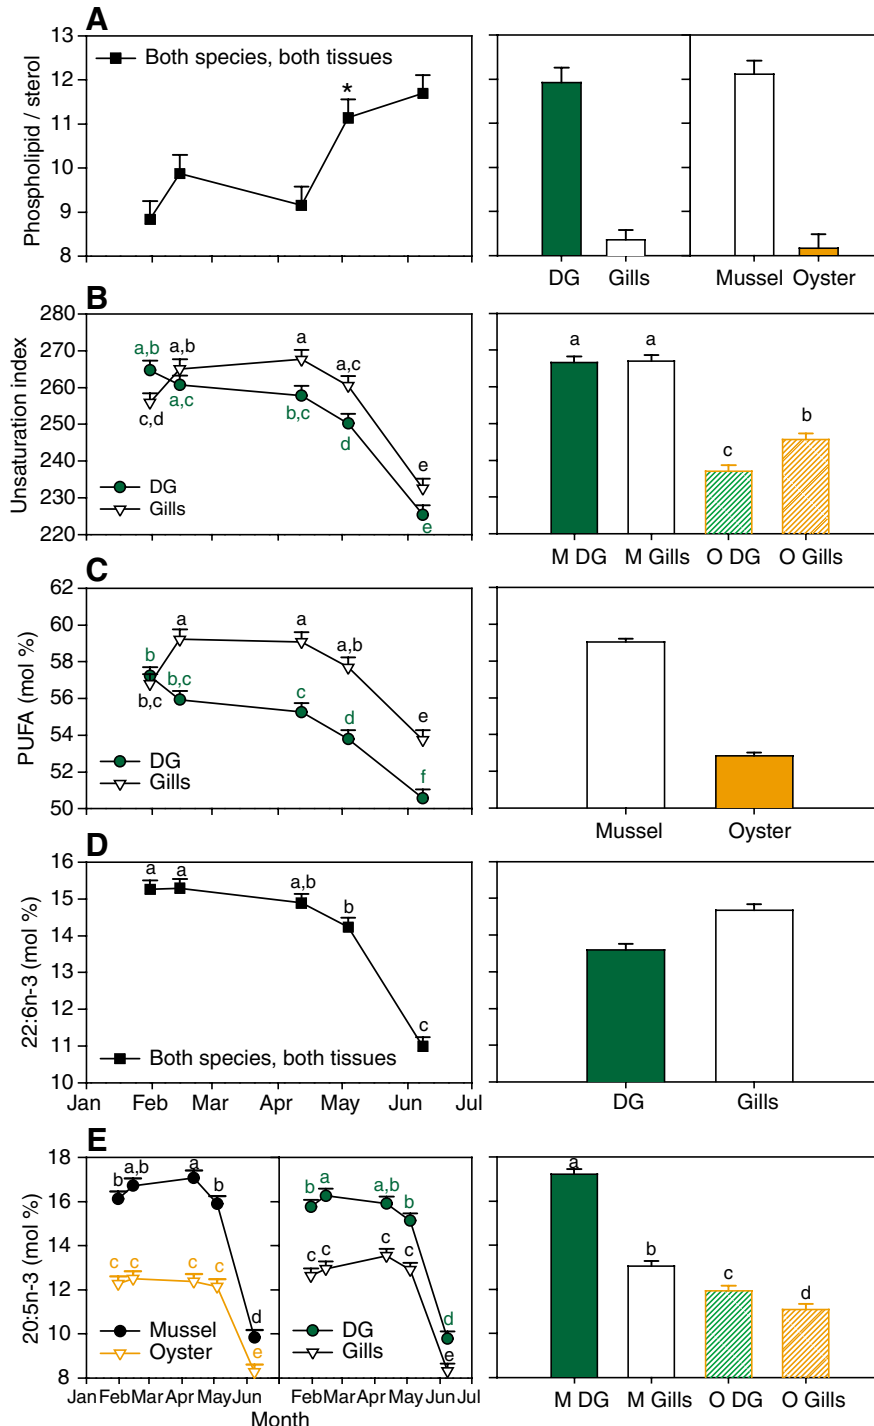 A
13
12
11
10
9
8
Phospholipid / sterol
Both species, both tissues
*
DG Gills Mussel Oyster
B
280
270
260
250
240
230
220
Unsaturation index
a,b a,b a a,c
c,d a,c b,c d e
e
DG
Gills
a a c b
M DG M Gills O DG O Gills
C
62
60
58
56
54
52
50
PUFA (mol %)
b a a a,b
b,c b,c c d e
f
DG
Gills
Mussel Oyster
D
16
15
14
13
12
11
10
22:6n-3 (mol %)
a a a,b b
c
Both species, both tissues
Jan Feb Mar Apr May Jun Jul
DG Gills
E
18
16
14
12
10
8
20:5n-3 (mol %)
b a,b a b
c c c c
d
e
Mussel
Oyster
b a a,b b
c c c c
d
e
DG
Gills
Jan Feb Mar Apr May Jun
Feb Mar Apr May Jun Jul
Month
a b c d
M DG M Gills O DG O Gills